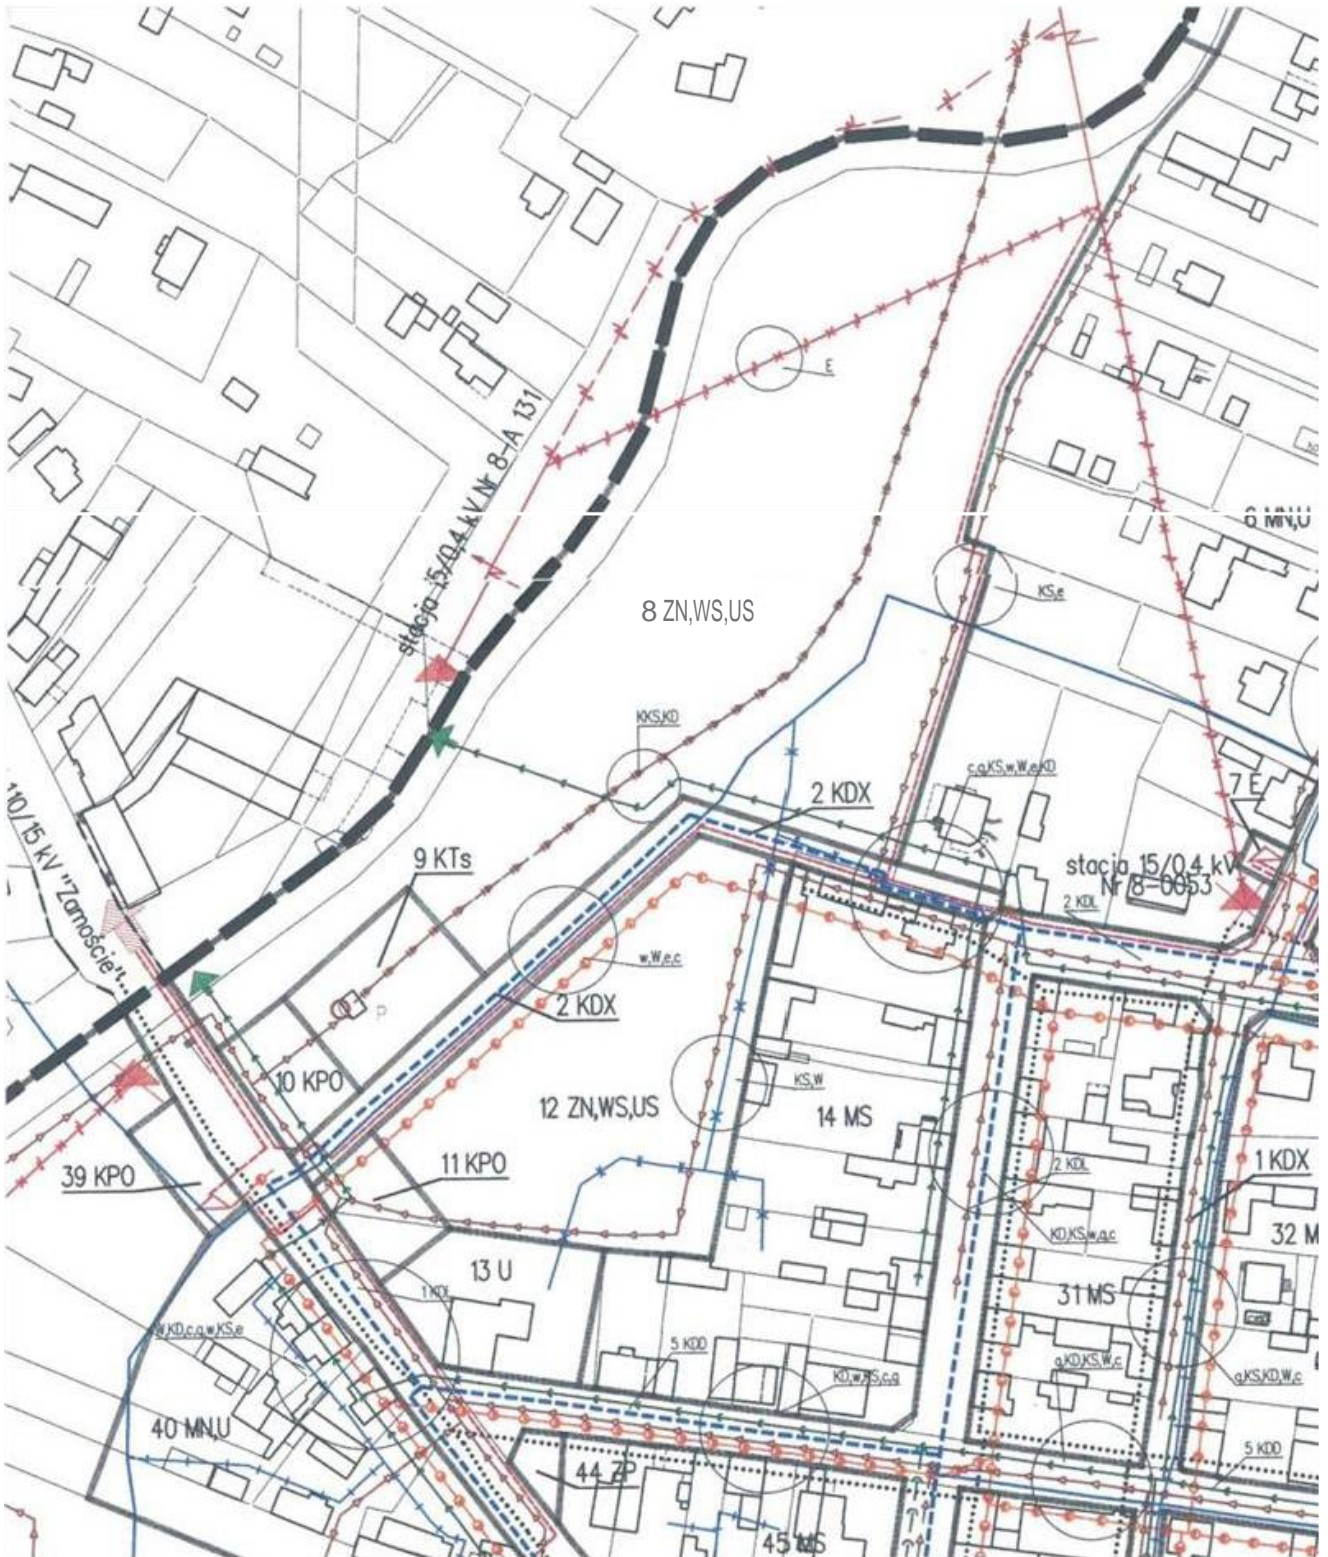 stacja 15/0,4 kV Nr 8-A 131
E
6 MN,U
KS,e
8 ZN,WS,US
KKS,KD
110/15 kV "Zamoście"
c,g,KS,w,W,e,KD
7 E
2 KDX
9 KTs
stacja 15/0,4 kV
Nr 8-0053
2 KDL
w,W,e,c
2 KDX
P
10 KPO
KS,W
12 ZN,WS,US
14 MS
11 KPO
39 KPO
2 KDL
1 KDX
KD,KS,w,g,c
32 M
13 U
1 KDL
31 MS
W,KD,c,g,w,KS,e
5 KDD
g,KD,KS,W,c
KD,w,KS,c,g
g,KS,KD,W,c
40 MN,U
5 KDD
44 ZP
45 MS